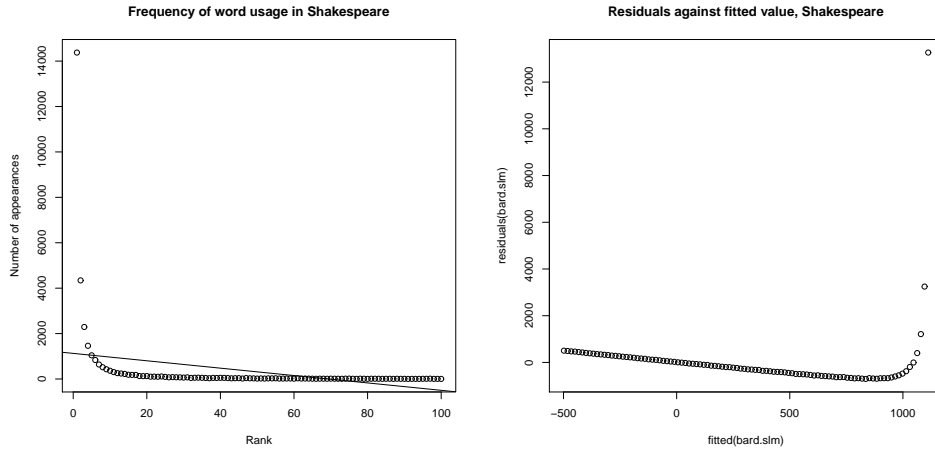 Frequency of word usage in Shakespeare
Number of appearances
14000
12000
10000
8000
6000
4000
2000
0
0 20 40 60 80 100
Rank
Residuals against fitted value, Shakespeare
residuals(bard.slm)
12000
10000
8000
6000
4000
2000
0
−500 0 500 1000
fitted(bard.slm)